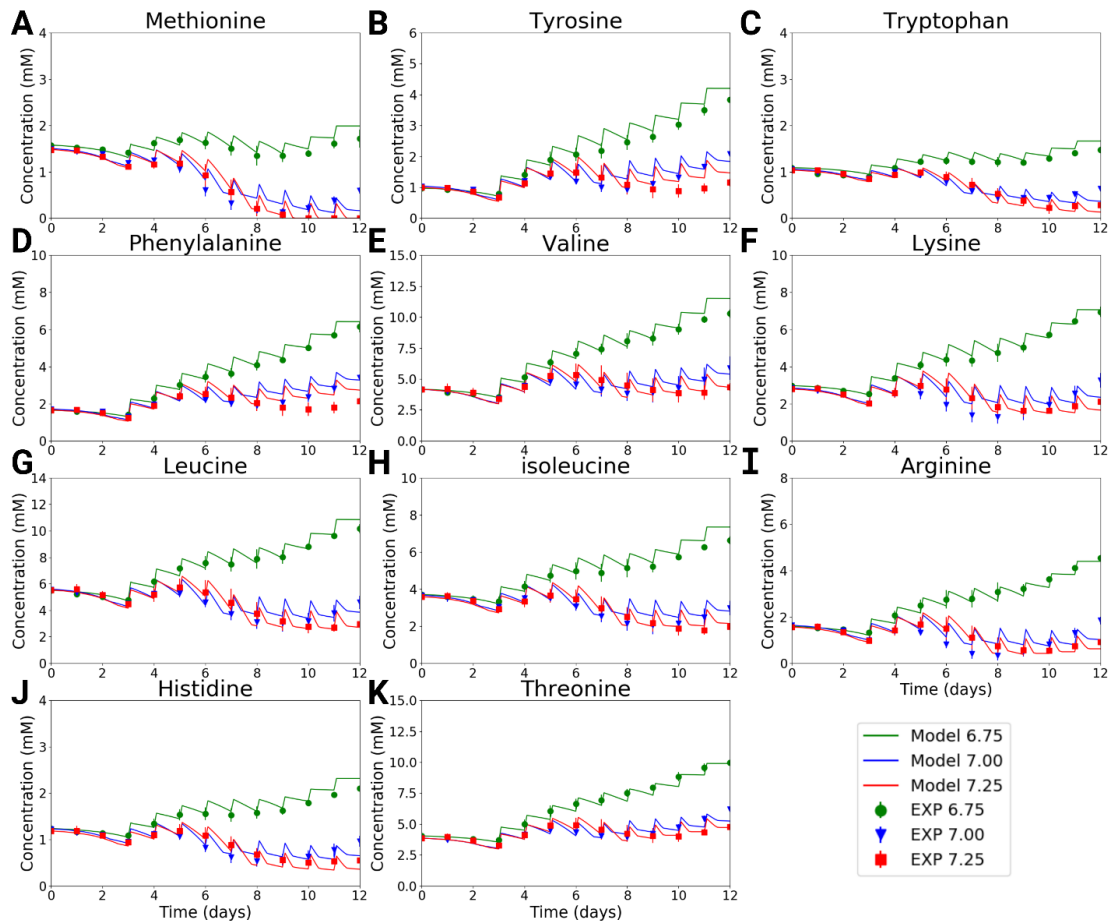 A Methionine
B Tyrosine
C Tryptophan
Concentration (mM)
4
3
2
1
0
0 2 4 6 8 10 12
Concentration (mM)
6
5
4
3
2
1
0
0 2 4 6 8 10 12
Concentration (mM)
4
3
2
1
0
0 2 4 6 8 10 12
D Phenylalanine
E Valine
F Lysine
Concentration (mM)
10
8
6
4
2
0
0 2 4 6 8 10 12
Concentration (mM)
15.0
12.5
10.0
7.5
5.0
2.5
0.0
0 2 4 6 8 10 12
Concentration (mM)
10
8
6
4
2
0
0 2 4 6 8 10 12
G Leucine
H isoleucine
I Arginine
Concentration (mM)
14
12
10
8
6
4
2
0
0 2 4 6 8 10 12
Concentration (mM)
10
8
6
4
2
0
0 2 4 6 8 10 12
Concentration (mM)
8
6
4
2
0
0 2 4 6 8 10 12
Time (days)
J Histidine
K Threonine
Concentration (mM)
4
3
2
1
0
0 2 4 6 8 10 12
Time (days)
Concentration (mM)
15.0
12.5
10.0
7.5
5.0
2.5
0.0
0 2 4 6 8 10 12
Time (days)
Model 6.75
Model 7.00
Model 7.25
EXP 6.75
EXP 7.00
EXP 7.25